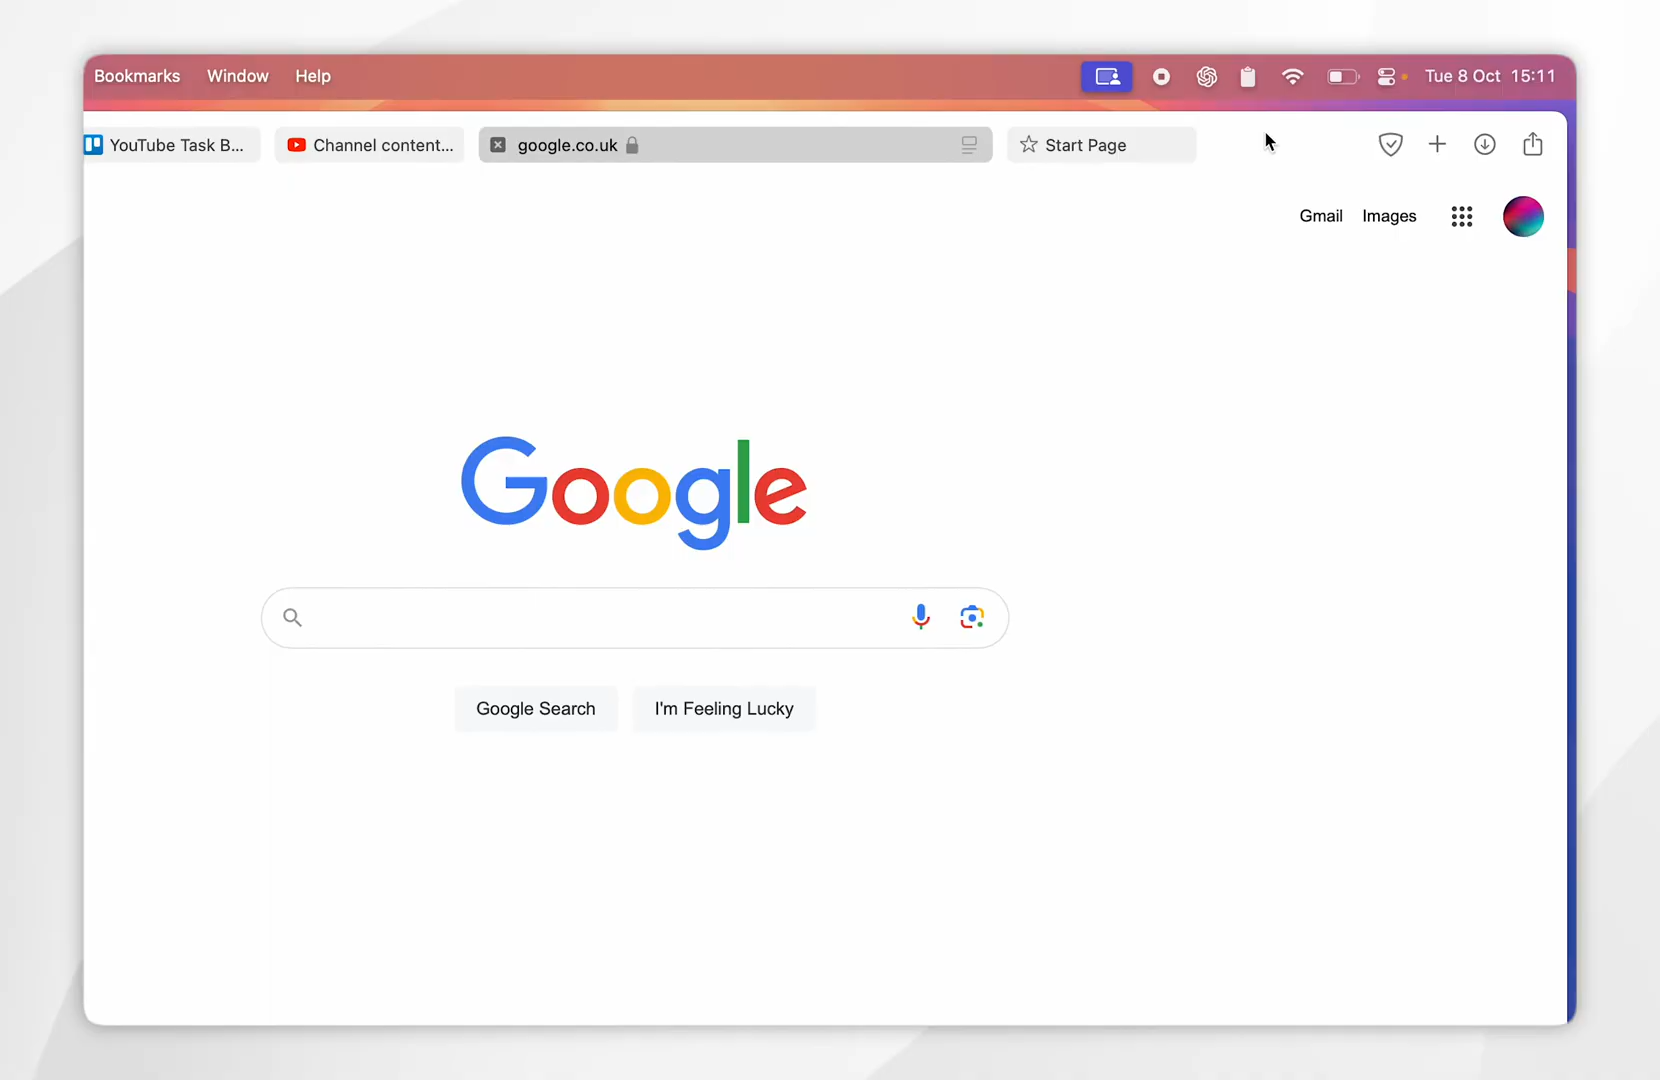 Bookmarks Window Help Tue 8 Oct 15:11
YouTube Task B... Channel content... google.co.uk Start Page
Gmail Images
Google
Google Search I'm Feeling Lucky